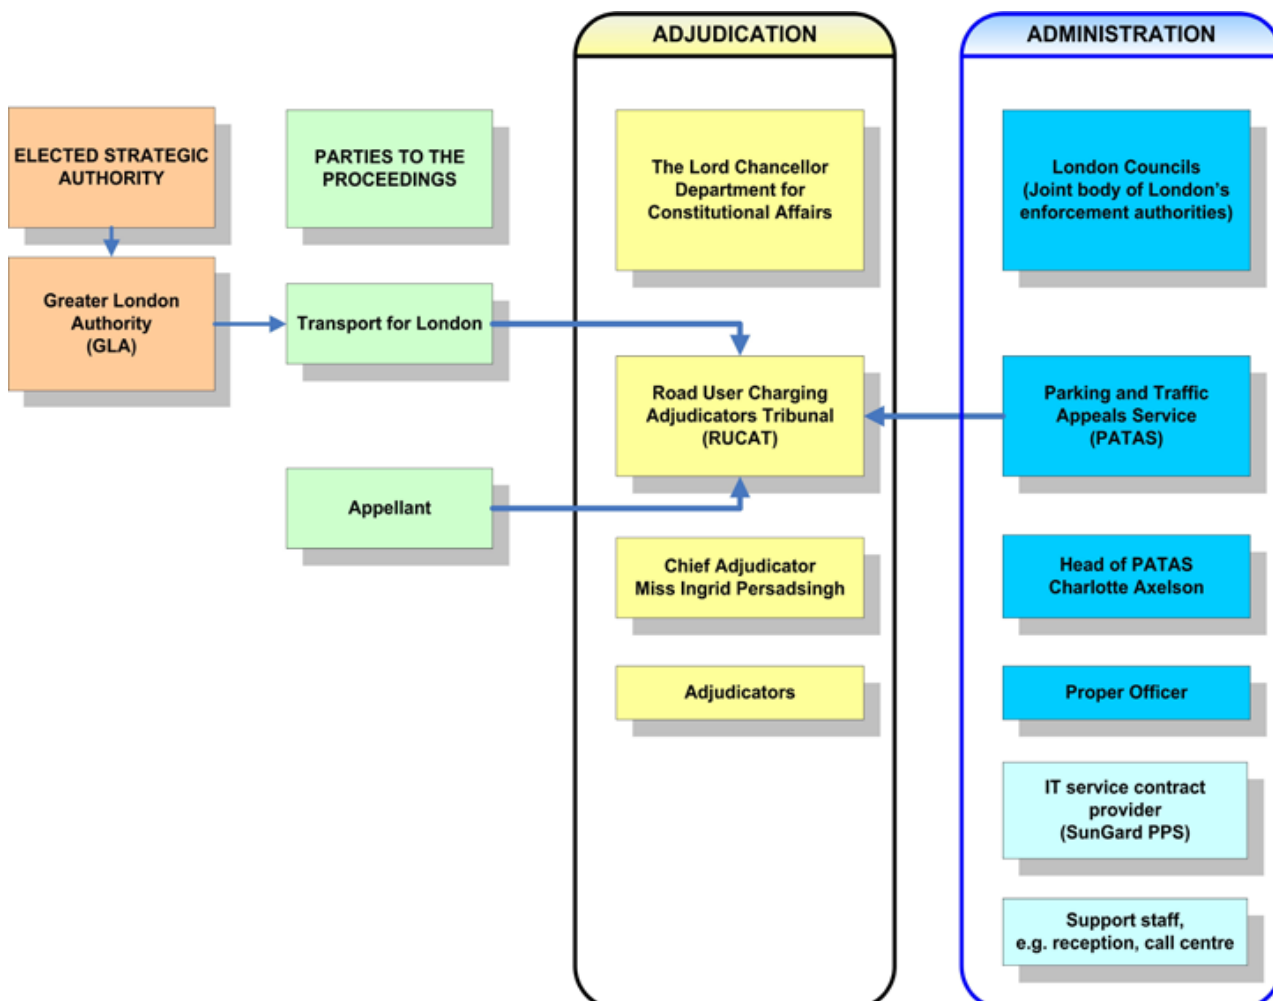 ADJUDICATION
ADMINISTRATION
ELECTED STRATEGIC
AUTHORITY
PARTIES TO THE
PROCEEDINGS
The Lord Chancellor
Department for
Constitutional Affairs
London Councils
(Joint body of London's
enforcement authorities)
Greater London
Authority
(GLA)
Transport for London
Road User Charging
Adjudicators Tribunal
(RUCAT)
Parking and Traffic
Appeals Service
(PATAS)
Appellant
Chief Adjudicator
Miss Ingrid Persadsingh
Head of PATAS
Charlotte Axelson
Adjudicators
Proper Officer
IT service contract
provider
(SunGard PPS)
Support staff,
e.g. reception, call centre